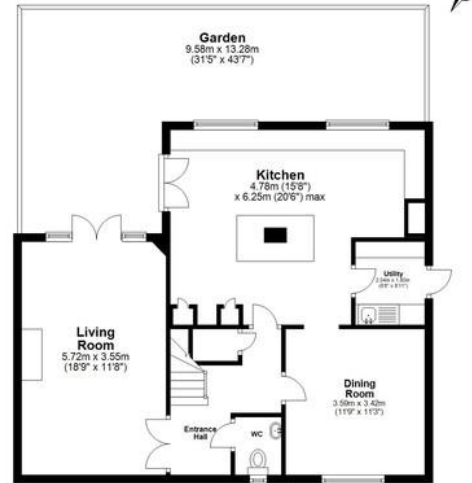 Garden
9.58m x 13.28m
(31'5" x 43'7")
Kitchen
4.78m (15'8")
x 6.25m (20'6") max
Utility
Living
Room
5.72m x 3.55m
(18'9" x 11'8")
Dining
Room
3.59m x 3.42m
(11'9" x 11'3")
Entrance
Hall
WC